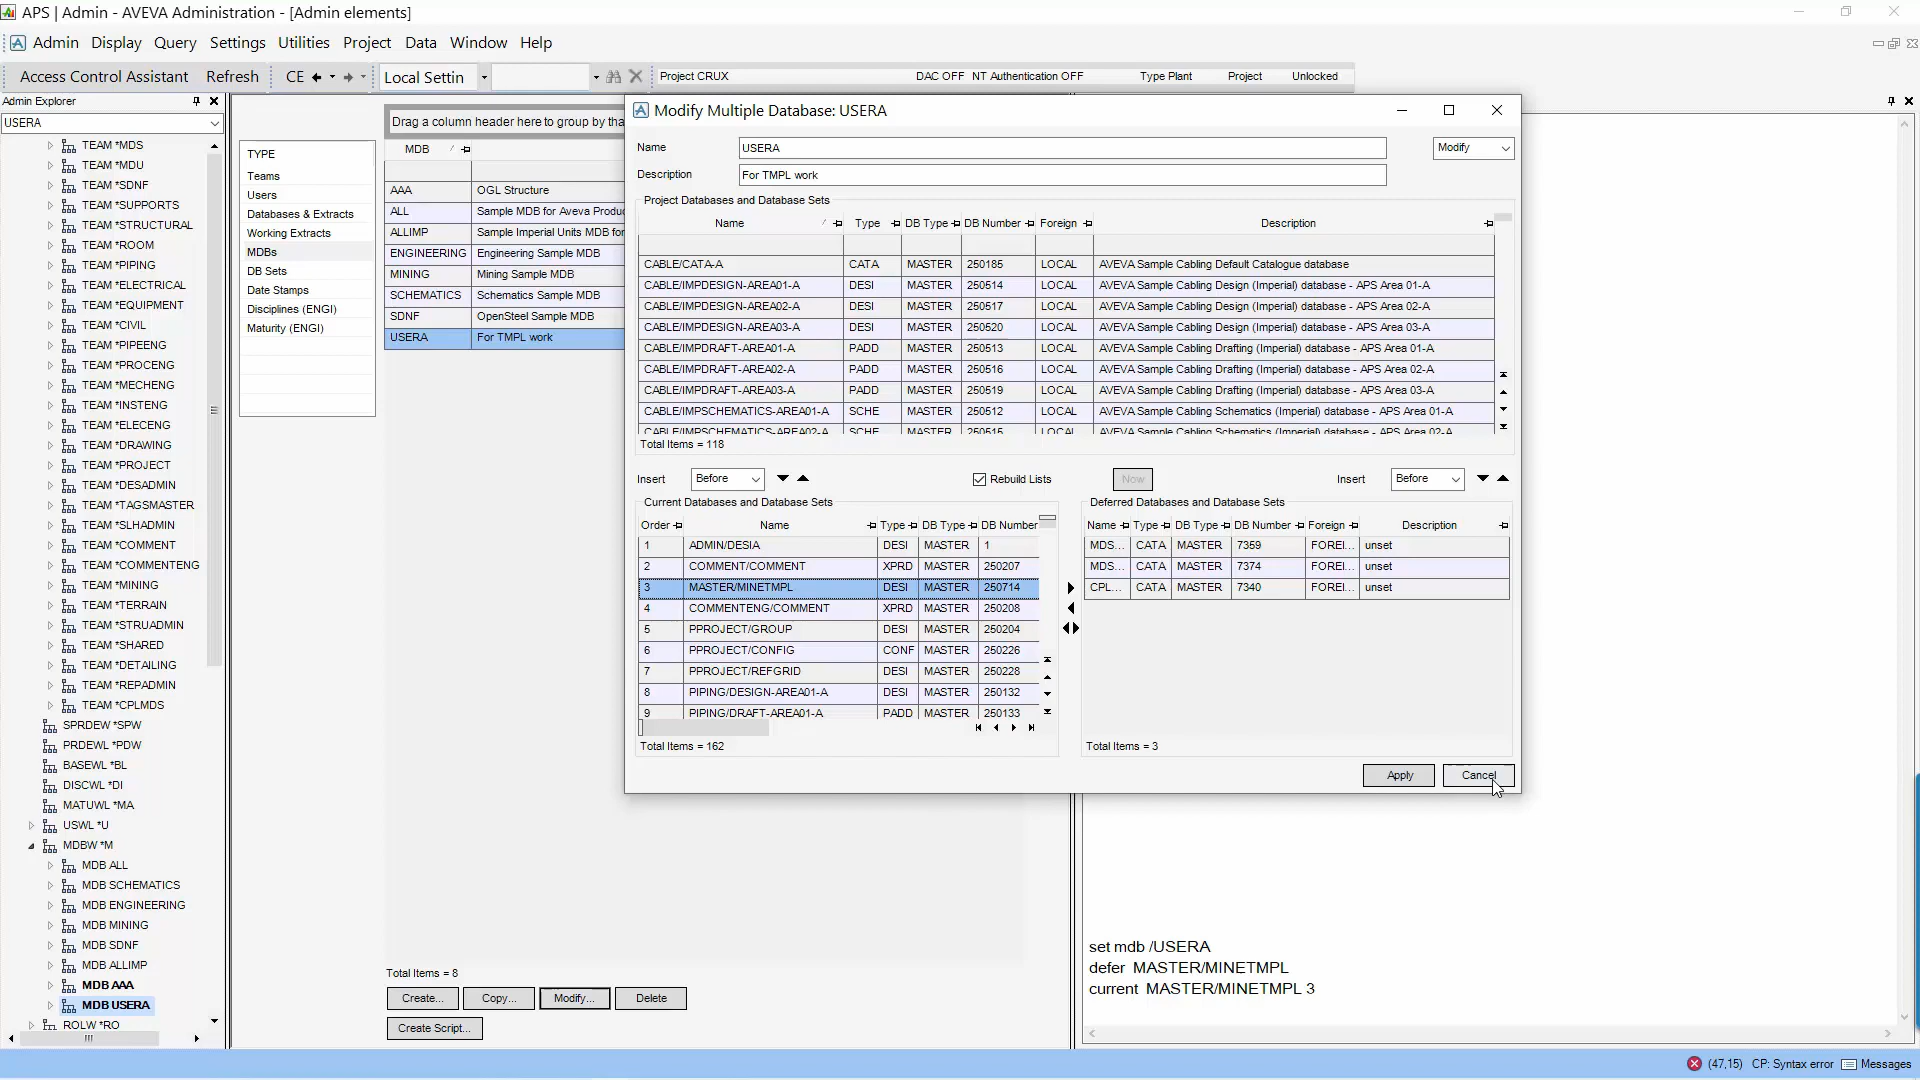 APS | Admin - AVEVA Administration - [Admin elements]
Admin Display Query Settings Utilities Project Data Window Help
Access Control Assistant Refresh CE Local Settin Project CRUX DAC OFF NT Authentication OFF Type Plant Project Unlocked
Admin Explorer
USERA
TEAM *MDS
TEAM *MDU
TEAM *SDNF
TEAM *SUPPORTS
TEAM *STRUCTURAL
TEAM *ROOM
TEAM *PIPING
TEAM *ELECTRICAL
TEAM *EQUIPMENT
TEAM *CIVIL
TEAM *PIPEENG
TEAM *PROCENG
TEAM *MECHENG
TEAM *INSTENG
TEAM *ELECENG
TEAM *DRAWING
TEAM *PROJECT
TEAM *DESADMIN
TEAM *TAGSMASTER
TEAM *SLHADMIN
TEAM *COMMENT
TEAM *COMMENTENG
TEAM *MINING
TEAM *TERRAIN
TEAM *STRUADMIN
TEAM *SHARED
TEAM *DETAILING
TEAM *REPADMIN
TEAM *CPLMDS
SPRDEW *SPW
PRDEWL *PDW
BASEWL *BL
DISCWL *DI
MATUWL *MA
USWL *U
MDBW *M
MDB ALL
MDB SCHEMATICS
MDB ENGINEERING
MDB MINING
MDB SDNF
MDB ALLIMP
MDB AAA
MDB USERA
ROLW *RO
TYPE
Teams
Users
Databases & Extracts
Working Extracts
MDBs
DB Sets
Date Stamps
Disciplines (ENGI)
Maturity (ENGI)
Drag a column header here to group by tha
MDB
AAA OGL Structure
ALL Sample MDB for Aveva Produc
ALLIMP Sample Imperial Units MDB for
ENGINEERING Engineering Sample MDB
MINING Mining Sample MDB
SCHEMATICS Schematics Sample MDB
SDNF OpenSteel Sample MDB
USERA For TMPL work
Total Items = 8
Create... Copy... Modify... Delete
Create Script...
Modify Multiple Database: USERA
Name USERA Modify
Description For TMPL work
Project Databases and Database Sets
Name Type DB Type DB Number Foreign Description
CABLE/CATA-A CATA MASTER 250185 LOCAL AVEVA Sample Cabling Default Catalogue database
CABLE/IMPDESIGN-AREA01-A DESI MASTER 250514 LOCAL AVEVA Sample Cabling Design (Imperial) database - APS Area 01-A
CABLE/IMPDESIGN-AREA02-A DESI MASTER 250517 LOCAL AVEVA Sample Cabling Design (Imperial) database - APS Area 02-A
CABLE/IMPDESIGN-AREA03-A DESI MASTER 250520 LOCAL AVEVA Sample Cabling Design (Imperial) database - APS Area 03-A
CABLE/IMPDRAFT-AREA01-A PADD MASTER 250513 LOCAL AVEVA Sample Cabling Drafting (Imperial) database - APS Area 01-A
CABLE/IMPDRAFT-AREA02-A PADD MASTER 250516 LOCAL AVEVA Sample Cabling Drafting (Imperial) database - APS Area 02-A
CABLE/IMPDRAFT-AREA03-A PADD MASTER 250519 LOCAL AVEVA Sample Cabling Drafting (Imperial) database - APS Area 03-A
CABLE/IMPSCHEMATICS-AREA01-A SCHE MASTER 250512 LOCAL AVEVA Sample Cabling Schematics (Imperial) database - APS Area 01-A
CABLE/IMPSCHEMATICS-AREA02-A SCHE MASTER 250515 LOCAL AVEVA Sample Cabling Schematics (Imperial) database - APS Area 02-A
Total Items = 118
Insert Before Rebuild Lists Now Insert Before
Current Databases and Database Sets
Order Name Type DB Type DB Number
1 ADMIN/DESIA DESI MASTER 1
2 COMMENT/COMMENT XPRD MASTER 250207
3 MASTER/MINETMPL DESI MASTER 250714
4 COMMENTENG/COMMENT XPRD MASTER 250208
5 PPROJECT/GROUP DESI MASTER 250204
6 PPROJECT/CONFIG CONF MASTER 250226
7 PPROJECT/REFGRID DESI MASTER 250228
8 PIPING/DESIGN-AREA01-A DESI MASTER 250132
9 PIPING/DRAFT-AREA01-A PADD MASTER 250133
Total Items = 162
Deferred Databases and Database Sets
Name Type DB Type DB Number Foreign Description
MDS... CATA MASTER 7359 FOREI... unset
MDS... CATA MASTER 7374 FOREI... unset
CPL... CATA MASTER 7340 FOREI... unset
Total Items = 3
Apply Cancel
set mdb /USERA
defer MASTER/MINETMPL
current MASTER/MINETMPL 3
(47,15) CP: Syntax error Messages